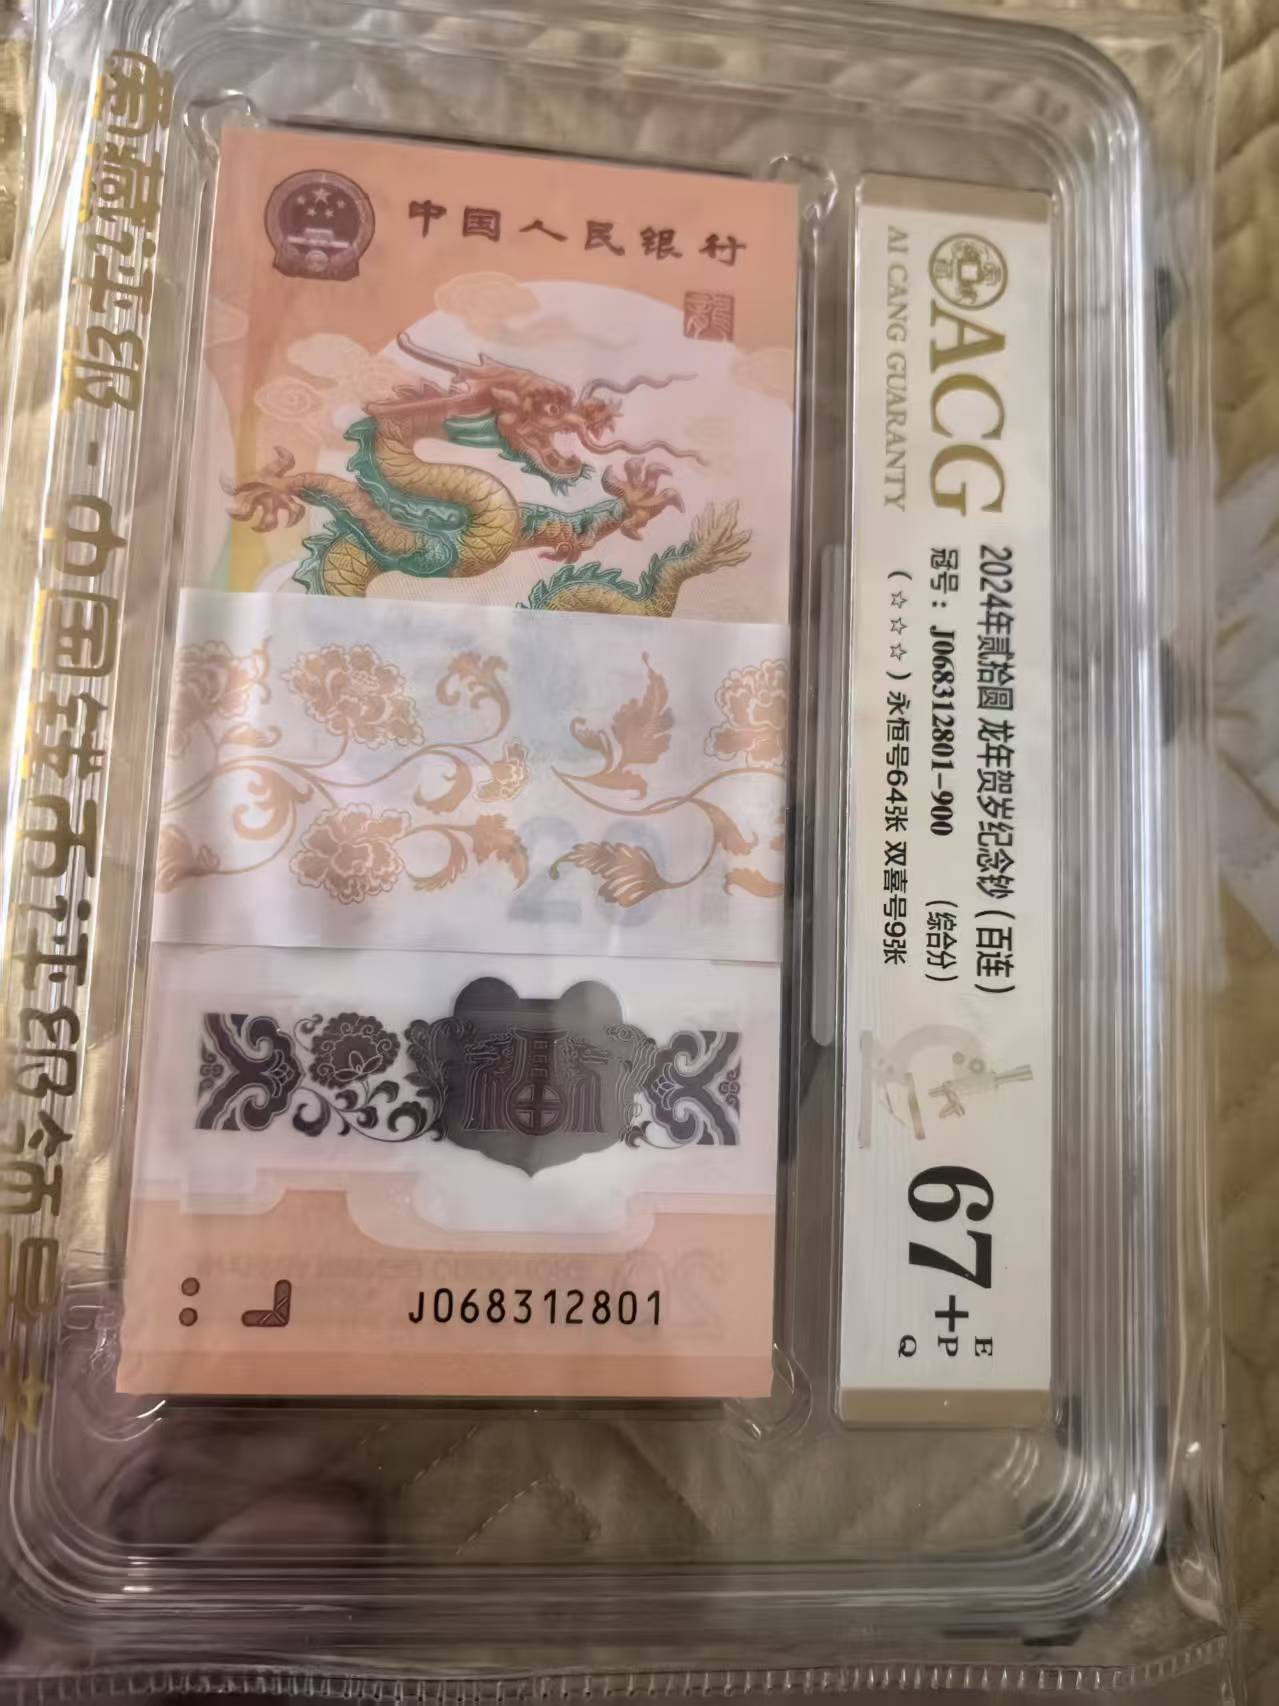 中国人民银行
J068312801
ACG
AI CANG GUARANTY
2024年贰拾圆 龙年贺岁纪念钞（百连）
冠号：J068312801-900 （综合分）
（☆☆☆）永恒号64张 双喜号9张
67+
E
P
Q